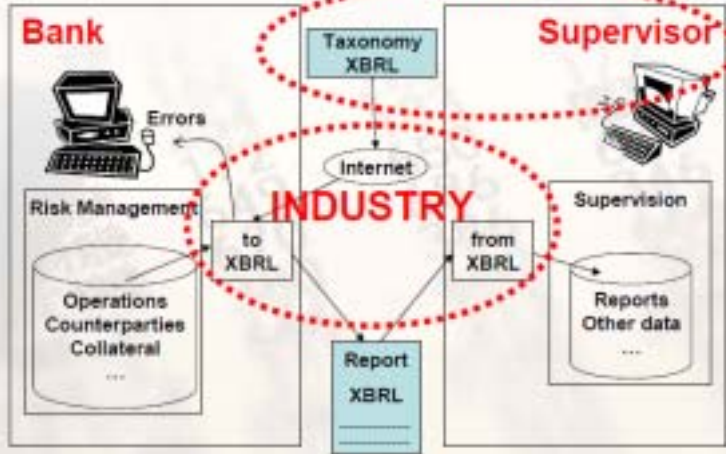 Bank
Taxonomy
XBRL
Supervisor
Errors
Internet
INDUSTRY
Risk Management
to
XBRL
from
XBRL
Supervision
Operations
Counterparties
Collateral
...
Reports
Other data
...
Report
XBRL